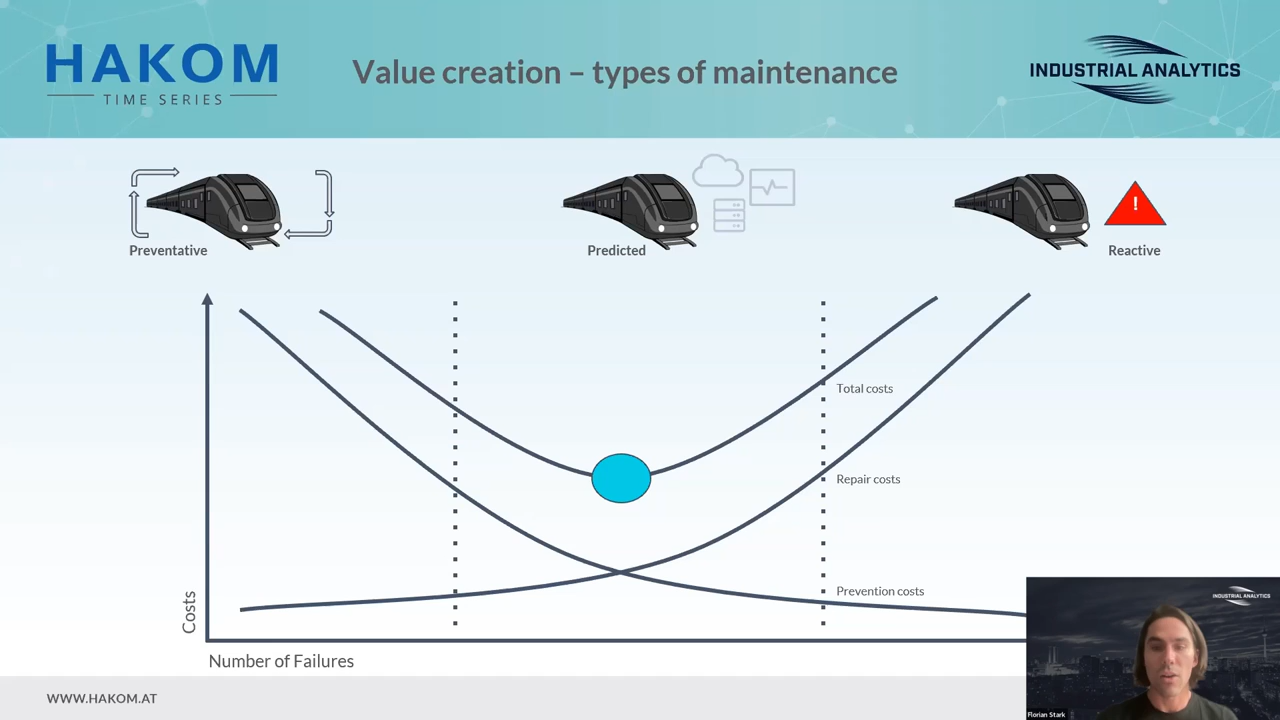 HAKOM
TIME SERIES
Value creation – types of maintenance
INDUSTRIAL ANALYTICS
Preventative
Predicted
!
Reactive
Total costs
Repair costs
Prevention costs
Costs
Number of Failures
INDUSTRIAL ANALYTICS
Florian Stark
WWW.HAKOM.AT